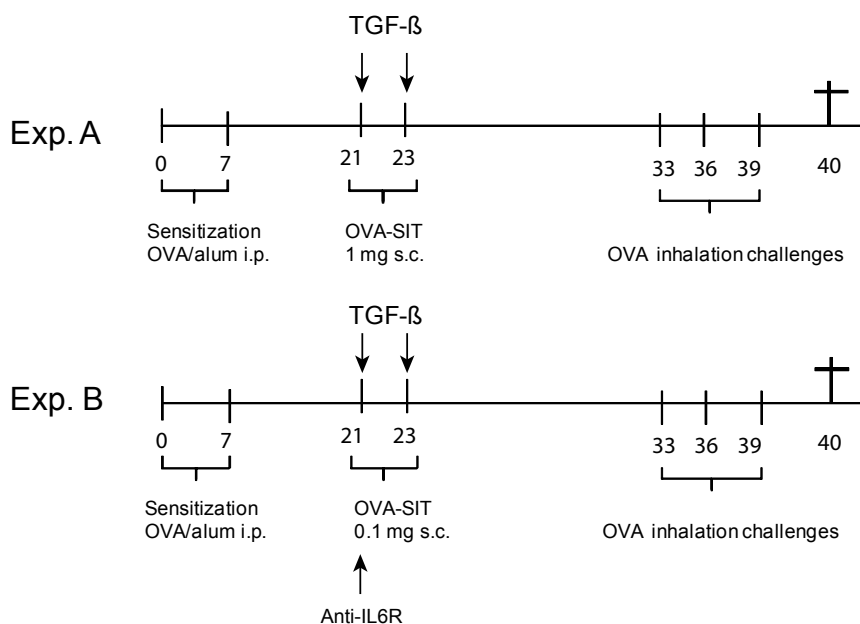 TGF-ß
Exp. A
0 7 21 23 33 36 39 40
Sensitization
OVA/alum i.p.
OVA-SIT
1 mg s.c.
OVA inhalation challenges
TGF-ß
Exp. B
0 7 21 23 33 36 39 40
Sensitization
OVA/alum i.p.
OVA-SIT
0.1 mg s.c.
OVA inhalation challenges
Anti-IL6R